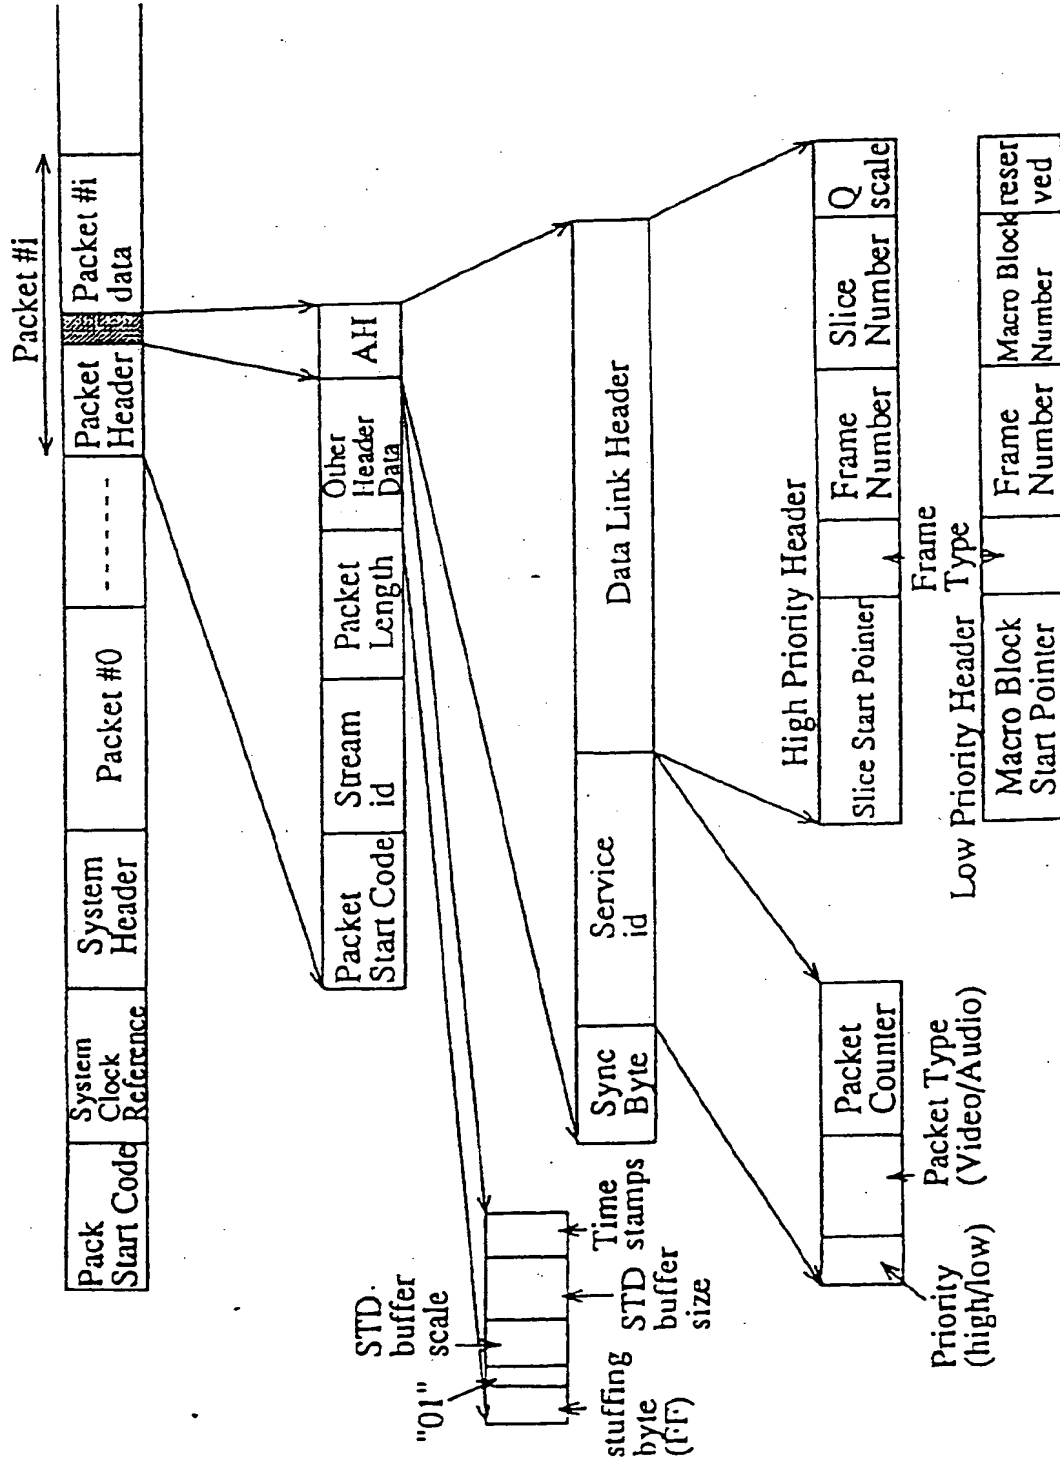 Packet #i
Pack
Start Code
System
Clock
Reference
System
Header
Packet #0
--------
Packet
Header
Packet #i
data
Packet
Start Code
Stream
id
Packet
Length
Other
Header
Data
AH
"01"
STD.
buffer
scale
stuffing
byte
(FF)
STD
buffer
size
Time
stamps
Sync
Byte
Service
id
Data Link Header
Priority
(high/low)
Packet Type
(Video/Audio)
Packet
Counter
High Priority Header
Slice Start Pointer
Frame
Number
Slice
Number
Q
scale
Frame
Type
Low Priority Header
Macro Block
Start Pointer
Frame
Number
Macro Block
Number
reser
ved